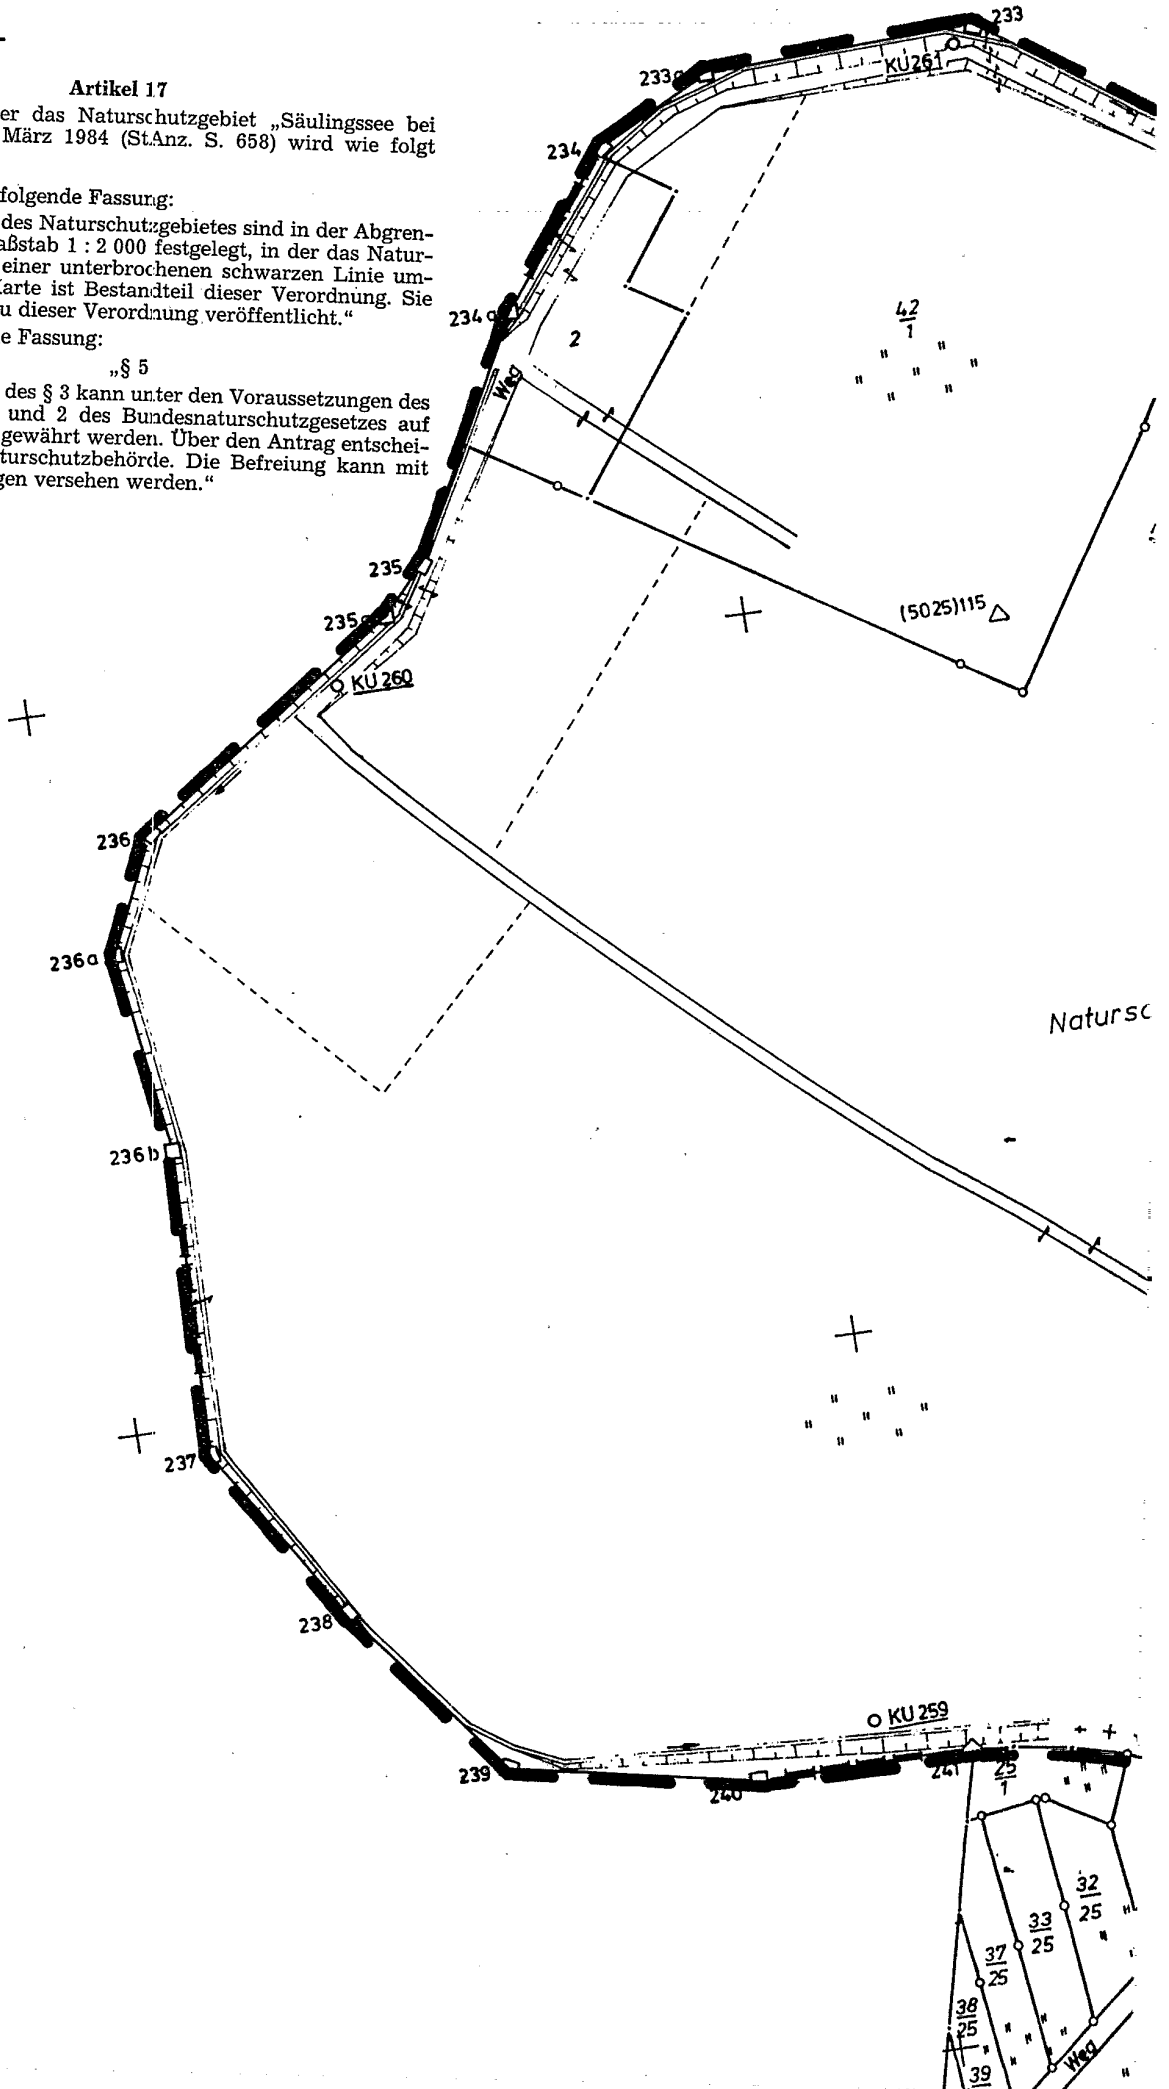 Artikel 17
er das Naturschutzgebiet „Säulingssee bei
März 1984 (StAnz. S. 658) wird wie folgt
folgende Fassung:
des Naturschutzgebietes sind in der Abgren-
aßstab 1 : 2 000 festgelegt, in der das Natur-
einer unterbrochenen schwarzen Linie um-
Karte ist Bestandteil dieser Verordnung. Sie
u dieser Verordnung veröffentlicht.“
e Fassung:
„§ 5
des § 3 kann unter den Voraussetzungen des
und 2 des Bundesnaturschutzgesetzes auf
gewährt werden. Über den Antrag entschei-
turschutzbehörde. Die Befreiung kann mit
gen versehen werden.“
233
KU261
233a
234
234a
2
42
1
Weg
235
(5025)115
235a
KU 260
236
236a
Natursc
236b
237
238
KU 259
239
240
241
25
1
32
25
33
25
37
25
38
25
Weg
39